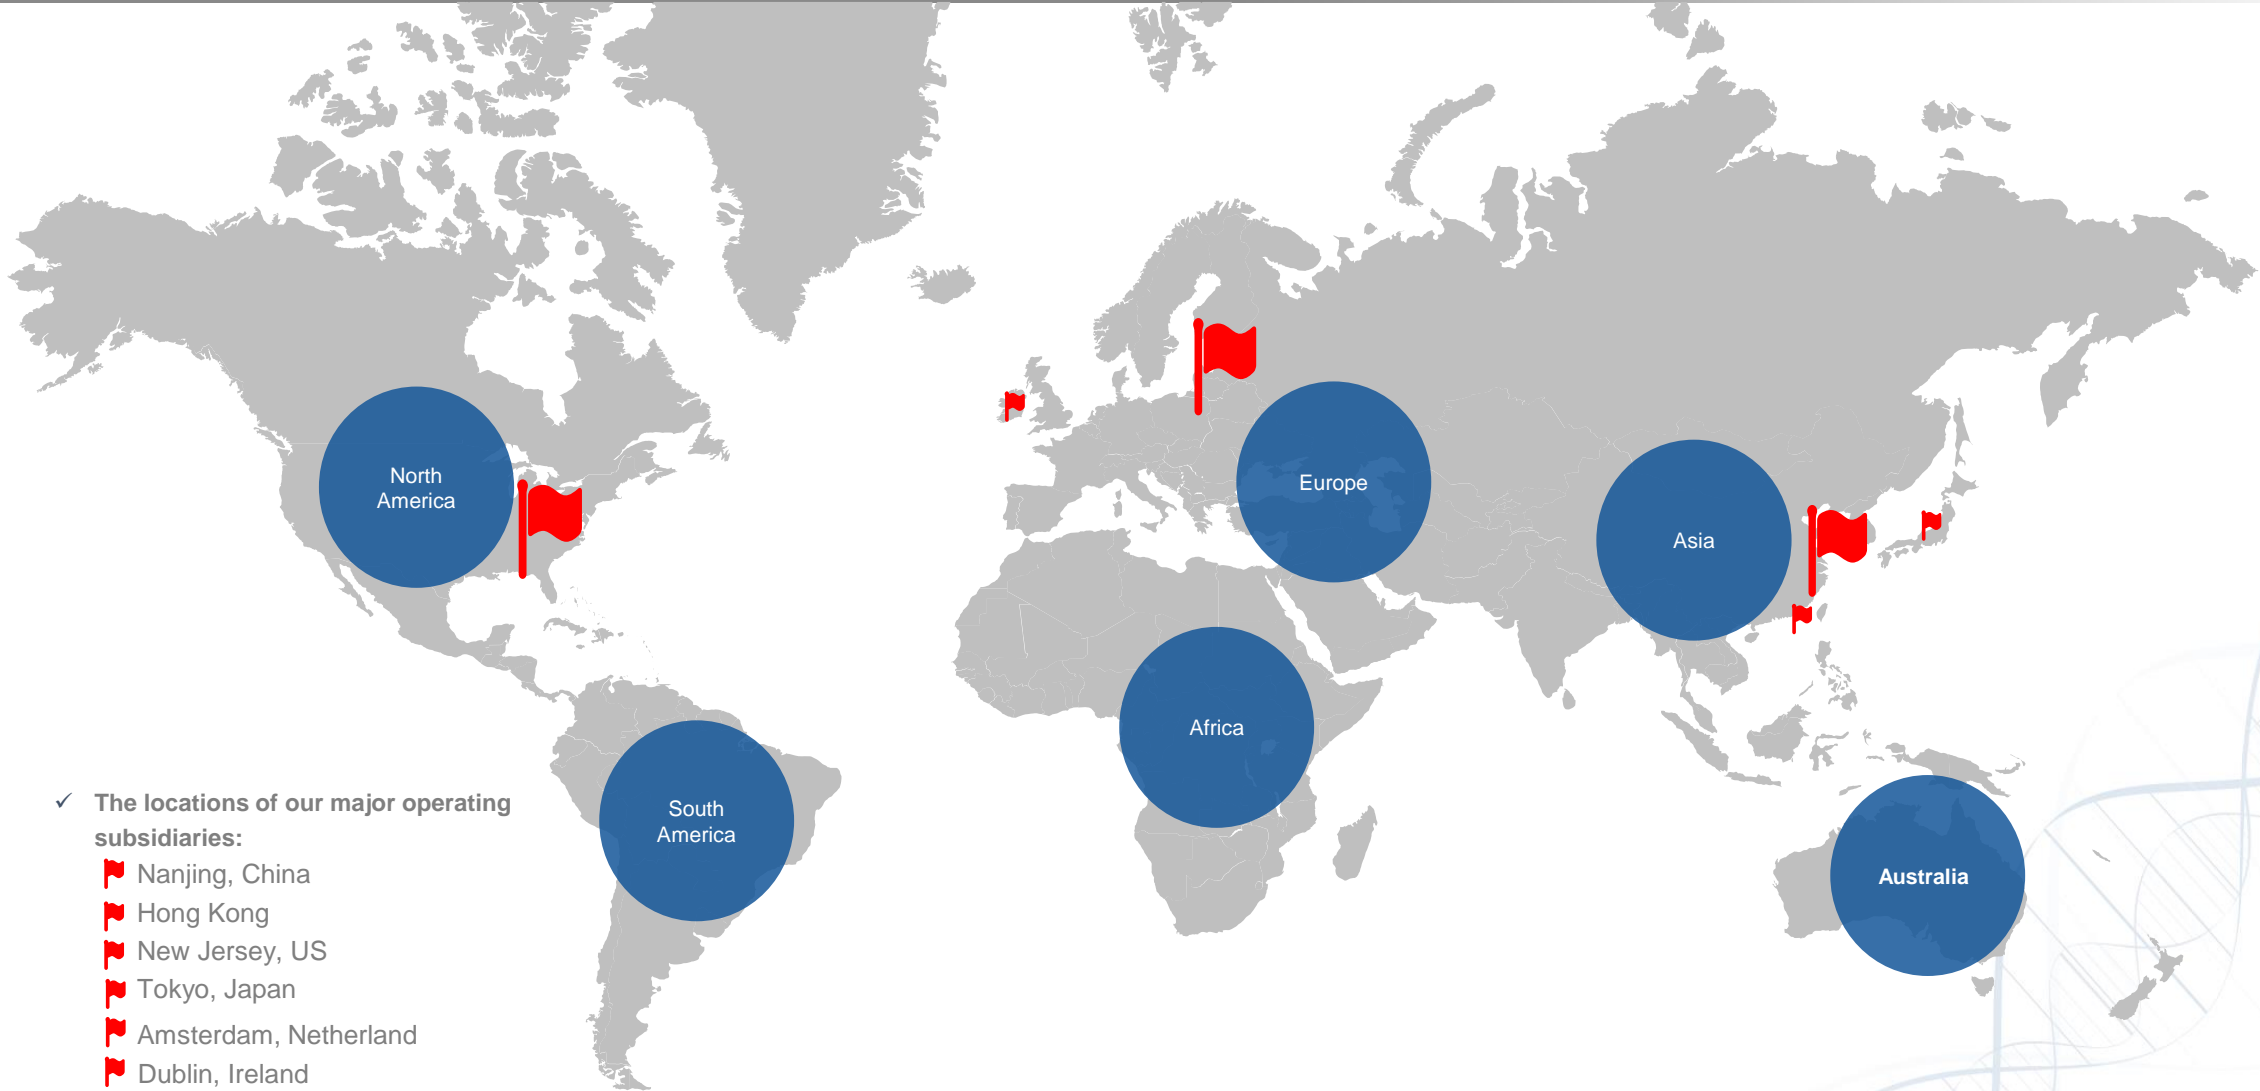 North
America
Europe
Asia
Africa
South
America
Australia
✓ The locations of our major operating
subsidiaries:
Nanjing, China
Hong Kong
New Jersey, US
Tokyo, Japan
Amsterdam, Netherland
Dublin, Ireland